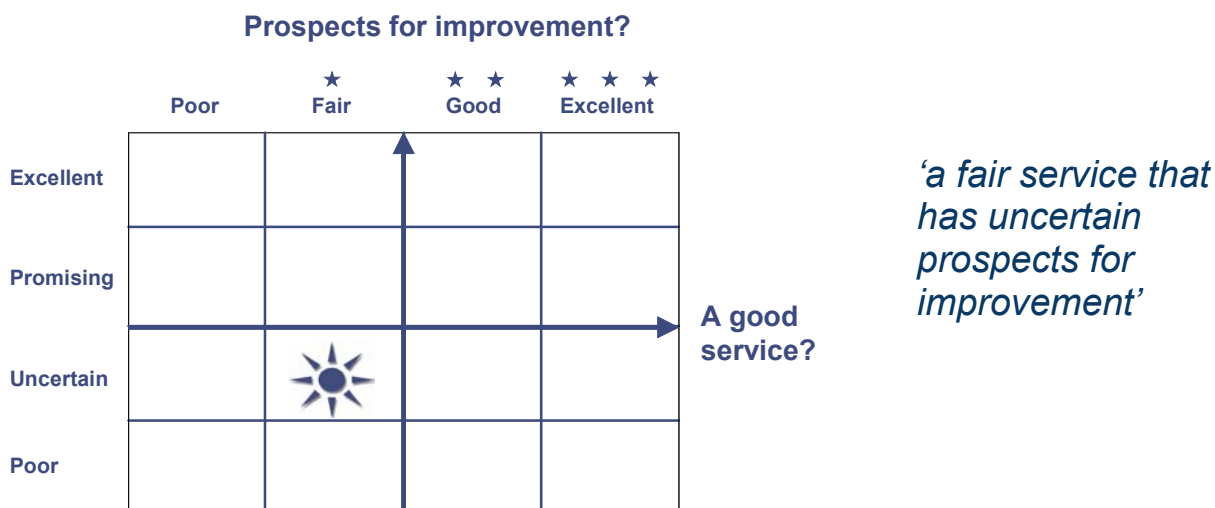 Prospects for improvement?
★ ★ ★ ★ ★ ★
Poor Fair Good Excellent
Excellent
Promising
Uncertain
Poor
A good
service?
‘a fair service that
has uncertain
prospects for
improvement’